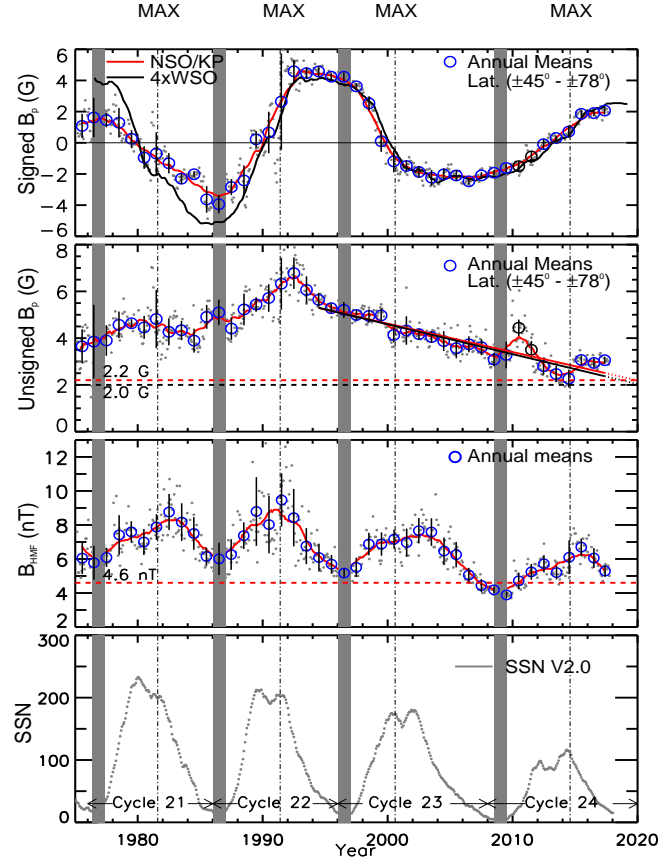 MAX MAX MAX MAX
NSO/KP
4xWSO
Annual Means
Lat. (±45° - ±78°)
Signed Bp (G)
6
4
2
0
−2
−4
−6
Annual Means
Lat. (±45° - ±78°)
Unsigned Bp (G)
8
6
4
2
0
2.2 G
2.0 G
Annual means
BHMF (nT)
12
10
8
6
4
2
4.6 nT
SSN V2.0
SSN
300
200
100
0
Cycle 21 Cycle 22 Cycle 23 Cycle 24
1980 1990 2000 2010 2020
Year